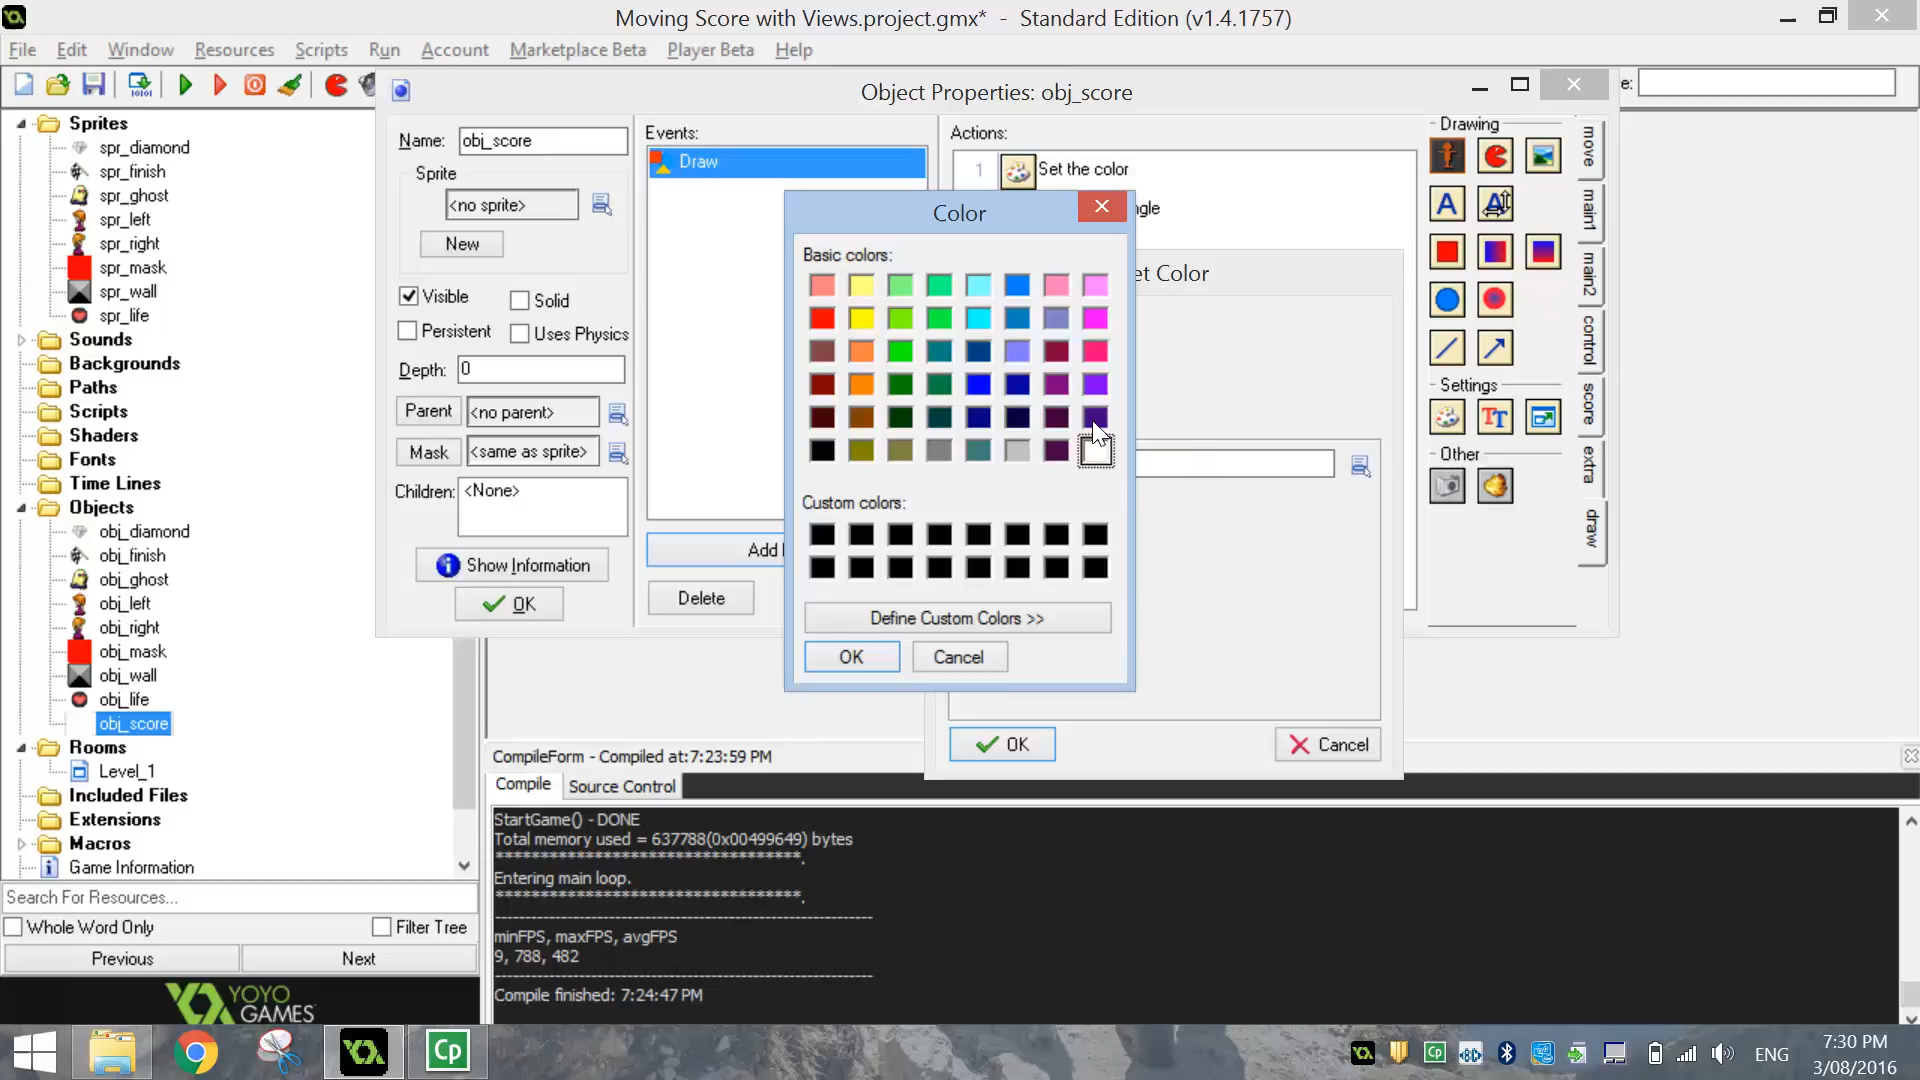 Moving Score with Views.project.gmx* - Standard Edition (v1.4.1757)
File Edit Window Resources Scripts Run Account Marketplace Beta Player Beta Help
e:
Object Properties: obj_score
Sprites
spr_diamond
spr_finish
spr_ghost
spr_left
spr_right
spr_mask
spr_wall
spr_life
Sounds
Backgrounds
Paths
Scripts
Shaders
Fonts
Time Lines
Objects
obj_diamond
obj_finish
obj_ghost
obj_left
obj_right
obj_mask
obj_wall
obj_life
obj_score
Rooms
Level_1
Included Files
Extensions
Macros
Game Information
Search For Resources...
Whole Word Only Filter Tree
Previous Next
YOYO
GAMES
Name: obj_score
Sprite
<no sprite>
New
Visible Solid
Persistent Uses Physics
Depth: 0
Parent <no parent>
Mask <same as sprite>
Children: <None>
Show Information
OK
Events:
Draw
Add
Delete
Actions:
1 Set the color
ngle
et Color
OK Cancel
Color
Basic colors:
Custom colors:
Define Custom Colors >>
OK Cancel
Drawing
Settings
Other
move
main1
main2
control
score
extra
draw
CompileForm - Compiled at:7:23:59 PM
Compile Source Control
StartGame() - DONE
Total memory used = 637788(0x00499649) bytes
***********************************.
Entering main loop.
***********************************.
minFPS, maxFPS, avgFPS
9, 788, 482
Compile finished: 7:24:47 PM
Cp
Cp
ENG
7:30 PM
3/08/2016